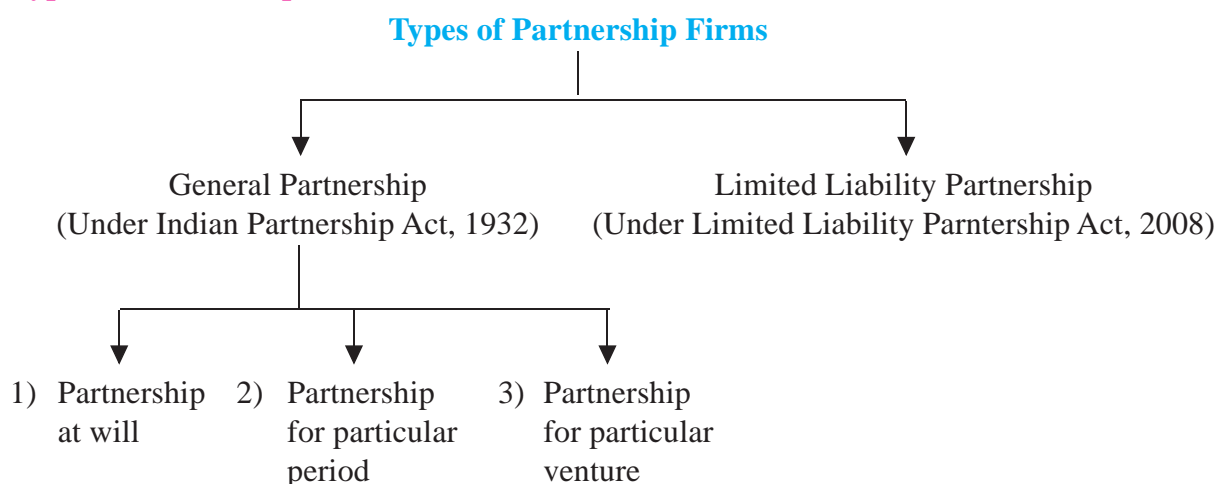 Types of Partnership Firms
General Partnership
(Under Indian Partnership Act, 1932)
Limited Liability Partnership
(Under Limited Liability Parntership Act, 2008)
1) Partnership
at will
2) Partnership
for particular
period
3) Partnership
for particular
venture